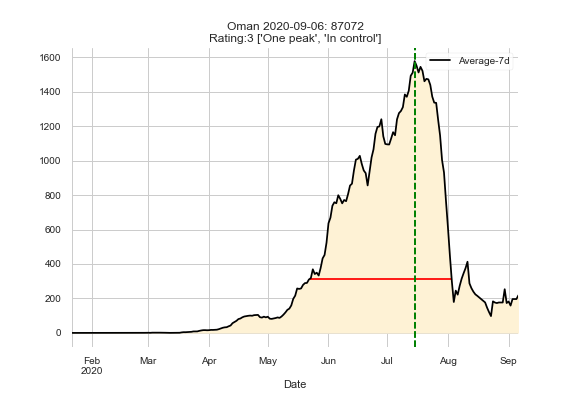 Oman 2020-09-06: 87072
Rating:3 ['One peak', 'In control']
Average-7d
1600
1400
1200
1000
800
600
400
200
0
Feb Mar Apr May Jun Jul Aug Sep
2020
Date